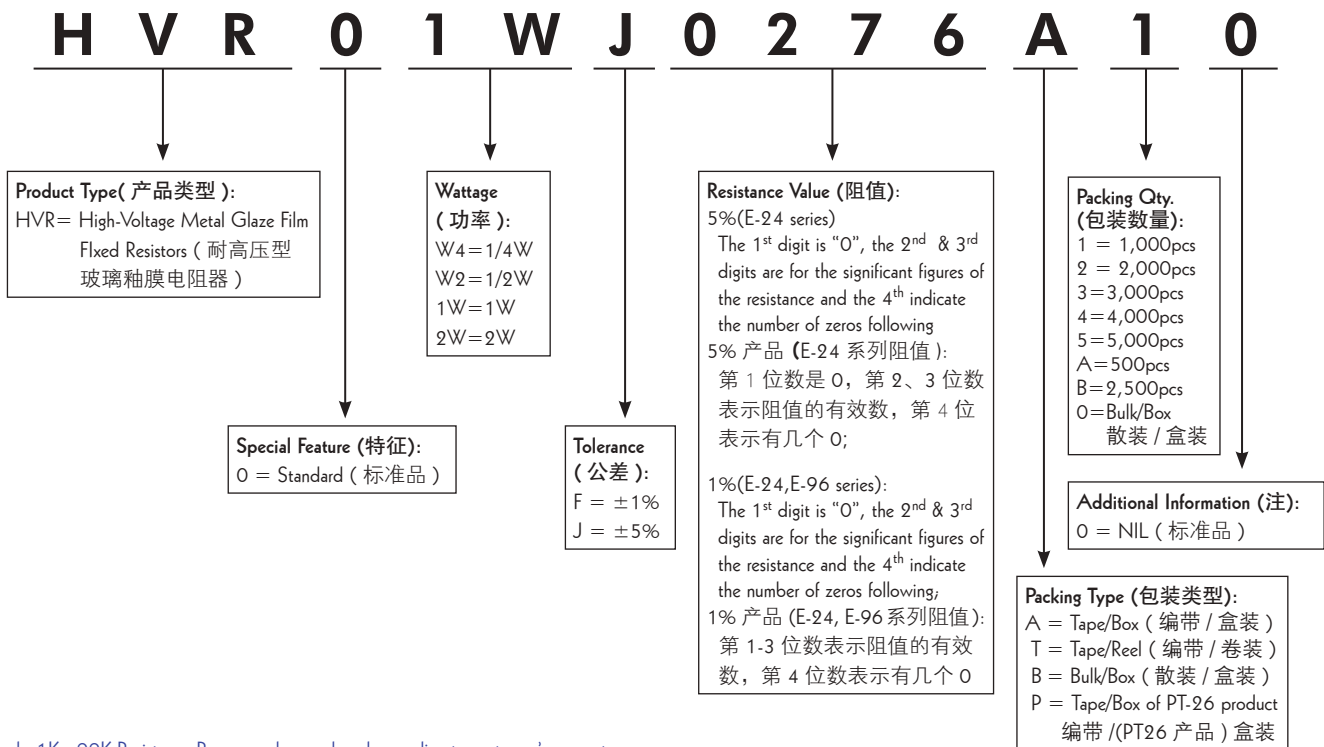 H V R 0 1 W J 0 2 7 6 A 1 0
Product Type( 产品类型 ):
HVR= High-Voltage Metal Glaze Film
FIxed Resistors ( 耐高压型
玻璃釉膜电阻器 )
Special Feature (特征):
0 = Standard ( 标准品 )
Wattage
( 功率 ):
W4=1/4W
W2=1/2W
1W=1W
2W=2W
Tolerance
( 公差 ):
F = ±1%
J = ±5%
Resistance Value (阻值):
5%(E-24 series)
The 1st digit is “0”, the 2nd & 3rd
digits are for the significant figures of
the resistance and the 4th indicate
the number of zeros following
5% 产品 (E-24 系列阻值 ):
第 1 位数是 0，第 2、3 位数
表示阻值的有效数，第 4 位
表示有几个 0;
1%(E-24,E-96 series):
The 1st digit is “0”, the 2nd & 3rd
digits are for the significant figures of
the resistance and the 4th indicate
the number of zeros following;
1% 产品 (E-24, E-96 系列阻值):
第 1-3 位数表示阻值的有效
数，第 4 位数表示有几个 0
Packing Qty.
(包装数量):
1 = 1,000pcs
2 = 2,000pcs
3=3,000pcs
4=4,000pcs
5=5,000pcs
A=500pcs
B=2,500pcs
0=Bulk/Box
散装 / 盒装
Additional Information (注):
0 = NIL ( 标准品 )
Packing Type (包装类型):
A = Tape/Box ( 编带 / 盒装 )
T = Tape/Reel ( 编带 / 卷装 )
B = Bulk/Box ( 散装 / 盒装 )
P = Tape/Box of PT-26 product
编带 /(PT26 产品 ) 盒装